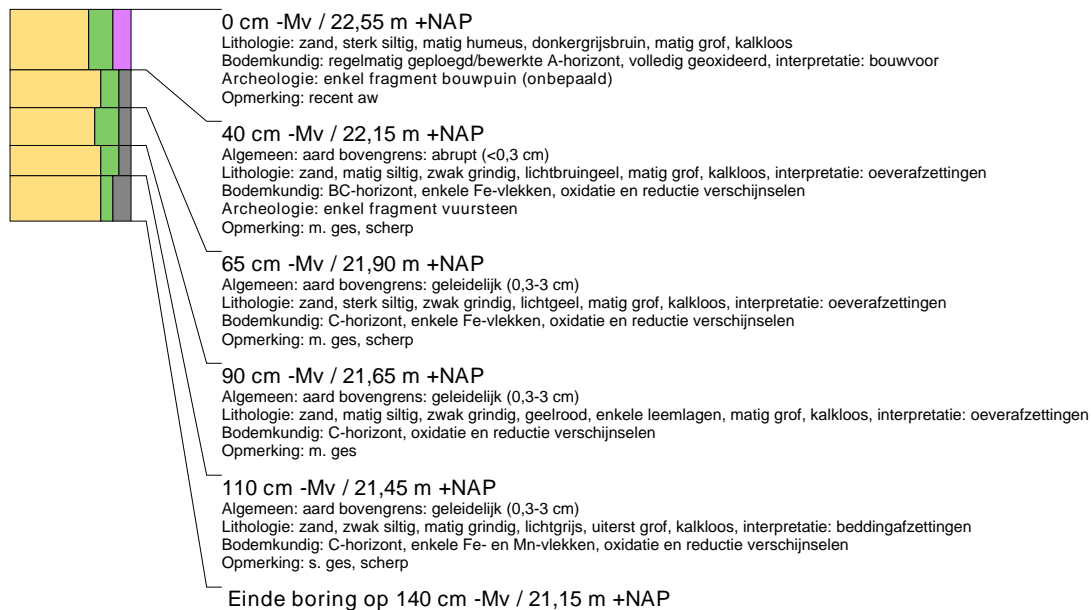 0 cm -Mv / 22,55 m +NAP
Lithologie: zand, sterk siltig, matig humeus, donkergrijsbruin, matig grof, kalkloos
Bodemkundig: regelmatig geploegd/bewerkte A-horizont, volledig geoxideerd, interpretatie: bouwvoor
Archeologie: enkel fragment bouwpuin (onbepaald)
Opmerking: recent aw
40 cm -Mv / 22,15 m +NAP
Algemeen: aard bovengrens: abrupt (<0,3 cm)
Lithologie: zand, matig siltig, zwak grindig, lichtbruingeel, matig grof, kalkloos, interpretatie: oeverafzettingen
Bodemkundig: BC-horizont, enkele Fe-vlekken, oxidatie en reductie verschijnselen
Archeologie: enkel fragment vuursteen
Opmerking: m. ges, scherp
65 cm -Mv / 21,90 m +NAP
Algemeen: aard bovengrens: geleidelijk (0,3-3 cm)
Lithologie: zand, sterk siltig, zwak grindig, lichtgeel, matig grof, kalkloos, interpretatie: oeverafzettingen
Bodemkundig: C-horizont, enkele Fe-vlekken, oxidatie en reductie verschijnselen
Opmerking: m. ges, scherp
90 cm -Mv / 21,65 m +NAP
Algemeen: aard bovengrens: geleidelijk (0,3-3 cm)
Lithologie: zand, matig siltig, zwak grindig, geelrood, enkele leemlagen, matig grof, kalkloos, interpretatie: oeverafzettingen
Bodemkundig: C-horizont, oxidatie en reductie verschijnselen
Opmerking: m. ges
110 cm -Mv / 21,45 m +NAP
Algemeen: aard bovengrens: geleidelijk (0,3-3 cm)
Lithologie: zand, zwak siltig, matig grindig, lichtgrijs, uiterst grof, kalkloos, interpretatie: beddingafzettingen
Bodemkundig: C-horizont, enkele Fe- en Mn-vlekken, oxidatie en reductie verschijnselen
Opmerking: s. ges, scherp
Einde boring op 140 cm -Mv / 21,15 m +NAP